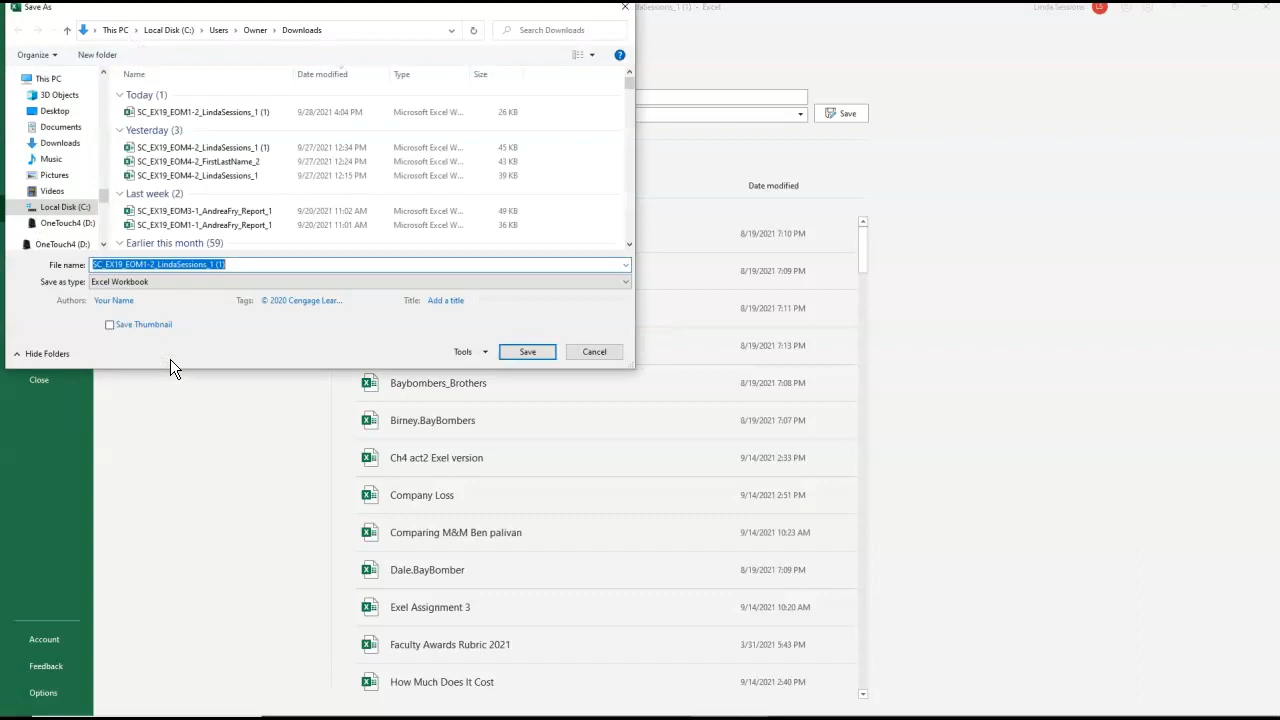 Save As
daSessions_1 (1) - Excel
Linda Sessions
LS
This PC > Local Disk (C:) > Users > Owner > Downloads
Search Downloads
Organize
New folder
Name
Date modified
Type
Size
This PC
3D Objects
Desktop
Documents
Downloads
Music
Pictures
Videos
Local Disk (C:)
OneTouch4 (D:)
OneTouch4 (D:)
Today (1)
SC_EX19_EOM1-2_LindaSessions_1 (1) 9/28/2021 4:04 PM Microsoft Excel W... 26 KB
Yesterday (3)
SC_EX19_EOM4-2_LindaSessions_1 (1) 9/27/2021 12:34 PM Microsoft Excel W... 45 KB
SC_EX19_EOM4-2_FirstLastName_2 9/27/2021 12:24 PM Microsoft Excel W... 43 KB
SC_EX19_EOM4-2_LindaSessions_1 9/27/2021 12:15 PM Microsoft Excel W... 39 KB
Last week (2)
SC_EX19_EOM3-1_AndreaFry_Report_1 9/20/2021 11:02 AM Microsoft Excel W... 49 KB
SC_EX19_EOM1-1_AndreaFry_Report_1 9/20/2021 11:01 AM Microsoft Excel W... 36 KB
Earlier this month (59)
File name: SC_EX19_EOM1-2_LindaSessions_1 (1)
Save as type: Excel Workbook
Authors: Your Name
Tags: © 2020 Cengage Lear...
Title: Add a title
Save Thumbnail
Hide Folders
Tools
Save
Cancel
Save
Date modified
8/19/2021 7:10 PM
8/19/2021 7:09 PM
8/19/2021 7:11 PM
8/19/2021 7:13 PM
Baybombers_Brothers 8/19/2021 7:08 PM
Birney.BayBombers 8/19/2021 7:07 PM
Ch4 act2 Exel version 9/14/2021 2:33 PM
Company Loss 9/14/2021 2:51 PM
Comparing M&M Ben palivan 9/14/2021 10:23 AM
Dale.BayBomber 8/19/2021 7:09 PM
Exel Assignment 3 9/14/2021 10:20 AM
Faculty Awards Rubric 2021 3/31/2021 5:43 PM
How Much Does It Cost 9/14/2021 2:40 PM
Close
Account
Feedback
Options